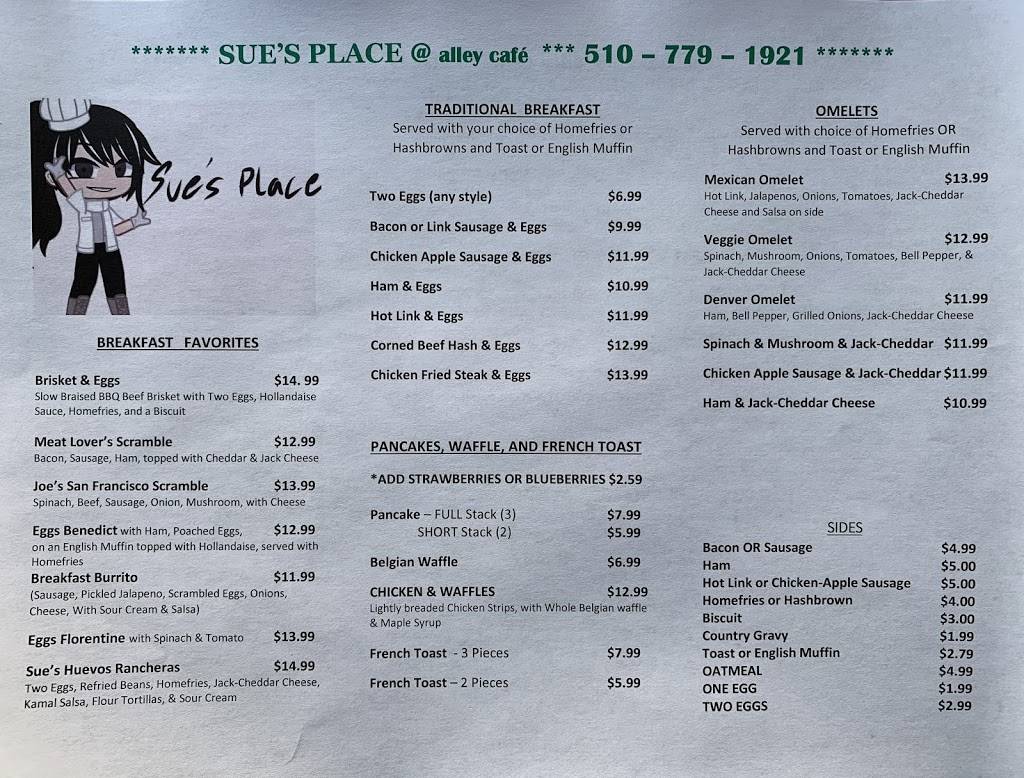 ******* SUE'S PLACE @ alley café *** 510 – 779 – 1921 *******
Sue's Place
BREAKFAST FAVORITES
Brisket & Eggs $14. 99
Slow Braised BBQ Beef Brisket with Two Eggs, Hollandaise
Sauce, Homefries, and a Biscuit
Meat Lover's Scramble $12.99
Bacon, Sausage, Ham, topped with Cheddar & Jack Cheese
Joe's San Francisco Scramble $13.99
Spinach, Beef, Sausage, Onion, Mushroom, with Cheese
Eggs Benedict with Ham, Poached Eggs, $12.99
on an English Muffin topped with Hollandaise, served with
Homefries
Breakfast Burrito $11.99
(Sausage, Pickled Jalapeno, Scrambled Eggs, Onions,
Cheese, With Sour Cream & Salsa)
Eggs Florentine with Spinach & Tomato $13.99
Sue's Huevos Rancheras $14.99
Two Eggs, Refried Beans, Homefries, Jack-Cheddar Cheese,
Kamal Salsa, Flour Tortillas, & Sour Cream
TRADITIONAL BREAKFAST
Served with your choice of Homefries or
Hashbrowns and Toast or English Muffin
Two Eggs (any style) $6.99
Bacon or Link Sausage & Eggs $9.99
Chicken Apple Sausage & Eggs $11.99
Ham & Eggs $10.99
Hot Link & Eggs $11.99
Corned Beef Hash & Eggs $12.99
Chicken Fried Steak & Eggs $13.99
PANCAKES, WAFFLE, AND FRENCH TOAST
*ADD STRAWBERRIES OR BLUEBERRIES $2.59
Pancake – FULL Stack (3) $7.99
SHORT Stack (2) $5.99
Belgian Waffle $6.99
CHICKEN & WAFFLES $12.99
Lightly breaded Chicken Strips, with Whole Belgian waffle
& Maple Syrup
French Toast - 3 Pieces $7.99
French Toast – 2 Pieces $5.99
OMELETS
Served with choice of Homefries OR
Hashbrowns and Toast or English Muffin
Mexican Omelet $13.99
Hot Link, Jalapenos, Onions, Tomatoes, Jack-Cheddar
Cheese and Salsa on side
Veggie Omelet $12.99
Spinach, Mushroom, Onions, Tomatoes, Bell Pepper, &
Jack-Cheddar Cheese
Denver Omelet $11.99
Ham, Bell Pepper, Grilled Onions, Jack-Cheddar Cheese
Spinach & Mushroom & Jack-Cheddar $11.99
Chicken Apple Sausage & Jack-Cheddar $11.99
Ham & Jack-Cheddar Cheese $10.99
SIDES
Bacon OR Sausage $4.99
Ham $5.00
Hot Link or Chicken-Apple Sausage $5.00
Homefries or Hashbrown $4.00
Biscuit $3.00
Country Gravy $1.99
Toast or English Muffin $2.79
OATMEAL $4.99
ONE EGG $1.99
TWO EGGS $2.99